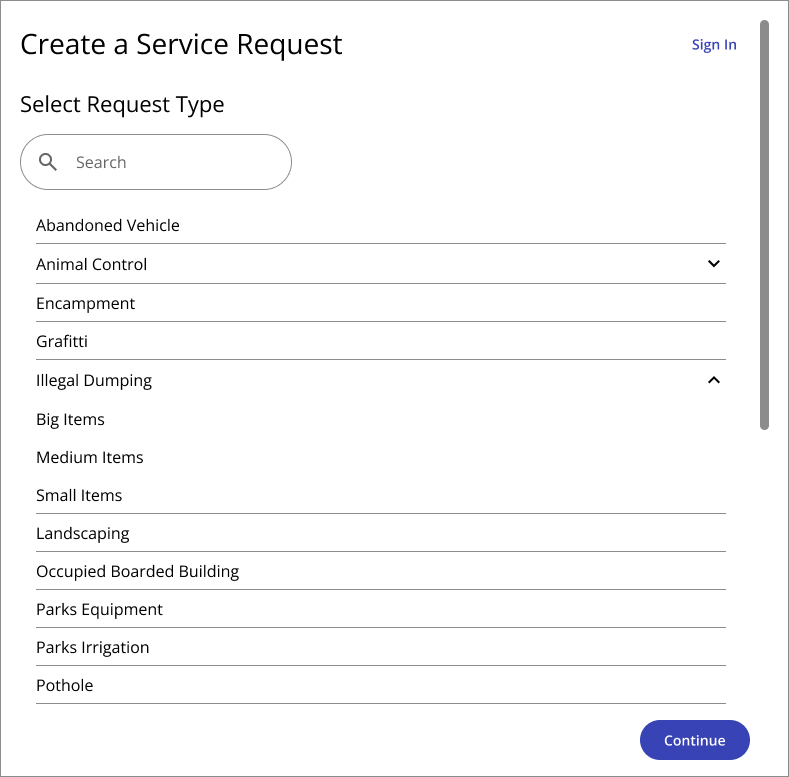 Create a Service Request
Sign In
Select Request Type
Search
Abandoned Vehicle
Animal Control
Encampment
Grafitti
Illegal Dumping
Big Items
Medium Items
Small Items
Landscaping
Occupied Boarded Building
Parks Equipment
Parks Irrigation
Pothole
Continue